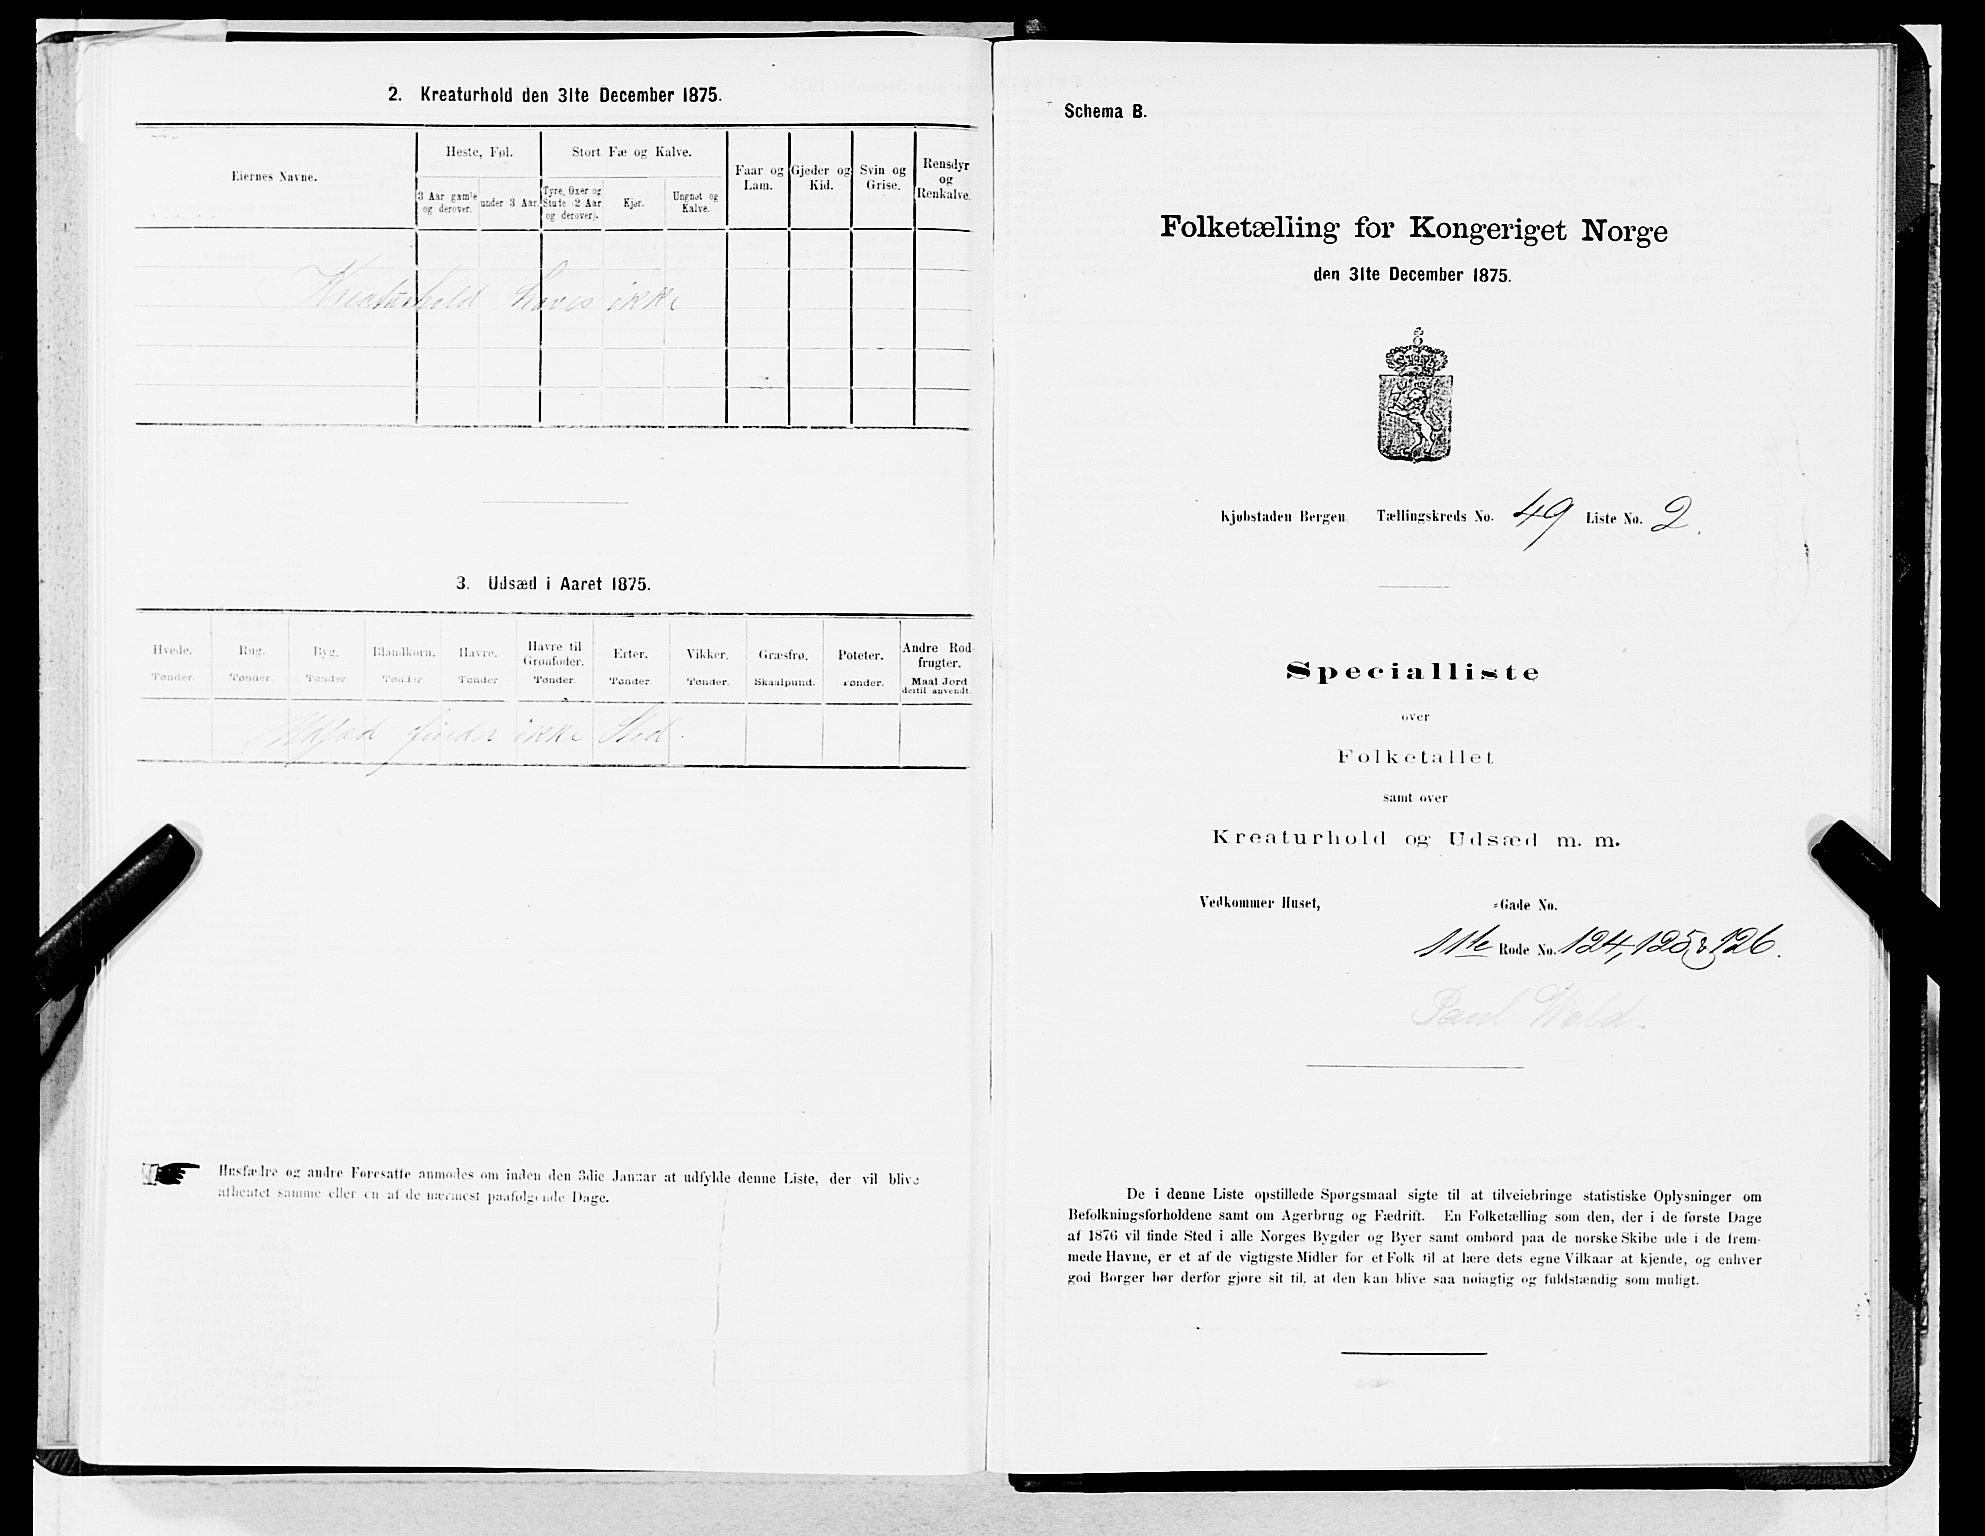 2. Kreaturhold den 31te December 1875.
Eiernes Navne.
Heste, Føl.
Stort Fæ og Kalve.
Faar og Lam.
Gjeder og Kid.
Svin og Grise.
Rensdyr og Renkalve.
3 Aar gamle og derover.
under 3 Aar.
Tyre, Oxer og Stute (2 Aar og derover).
Kjør.
Ungnøt og Kalve.
Kreaturhold haves ikke
3. Udsæd i Aaret 1875.
Hvede. Rug. Byg. Blandkorn. Havre. Havre til Grønfoder. Erter. Vikker. Græsfrø. Poteter. Andre Rodfrugter.
Tønder. Tønder. Tønder. Tønder Tønder. Tønder. Tønder. Tønder. Skaalpund. Tønder. Maal Jord dertil anvendt.
Udsæd finder ikke Sted.
Husfædre og andre Foresatte anmodes om inden den 3die Januar at udfylde denne Liste, der vil blive
afhentet samme eller en af de nærmest paafølgende Dage.
Schema B.
Folketælling for Kongeriget Norge
den 31te December 1875.
Kjøbstaden Bergen. Tællingskreds No. 49 Liste No. 2.
Specialliste
over
Folketallet
samt over
Kreaturhold og Udsæd m. m.
Vedkommer Huset, -Gade No.
11te Rode No. 124, 125 & 126.
Paul Wold.
De i denne Liste opstillede Spørgsmaal sigte til at tilveiebringe statistiske Oplysninger om
Befolkningsforholdene samt om Agerbrug og Fædrift. En Folketælling som den, der i de første Dage
af 1876 vil finde Sted i alle Norges Bygder og Byer samt ombord paa de norske Skibe ude i de frem-
mede Havne, er et af de vigtigste Midler for et Folk til at lære dets egne Vilkaar at kjende, og enhver
god Borger bør derfor gjøre sit til, at den kan blive saa nøiagtig og fuldstændig som muligt.